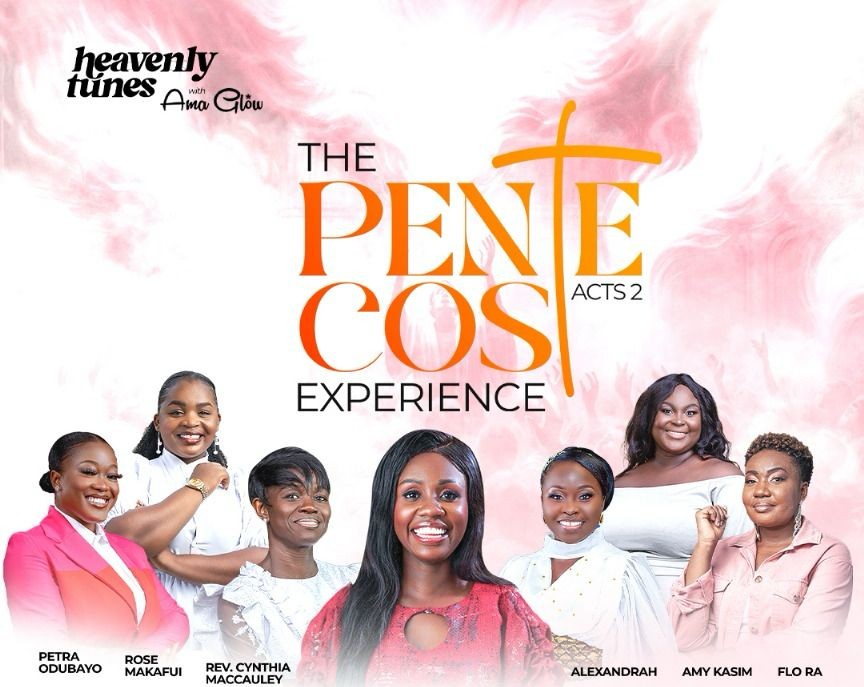 heavenly
tunes
with
Ama Glow
THE
PENTE
COST
ACTS 2
EXPERIENCE
PETRA
ODUBAYO
ROSE
MAKAFUI
REV. CYNTHIA
MACCAULEY
ALEXANDRAH
AMY KASIM
FLO RA